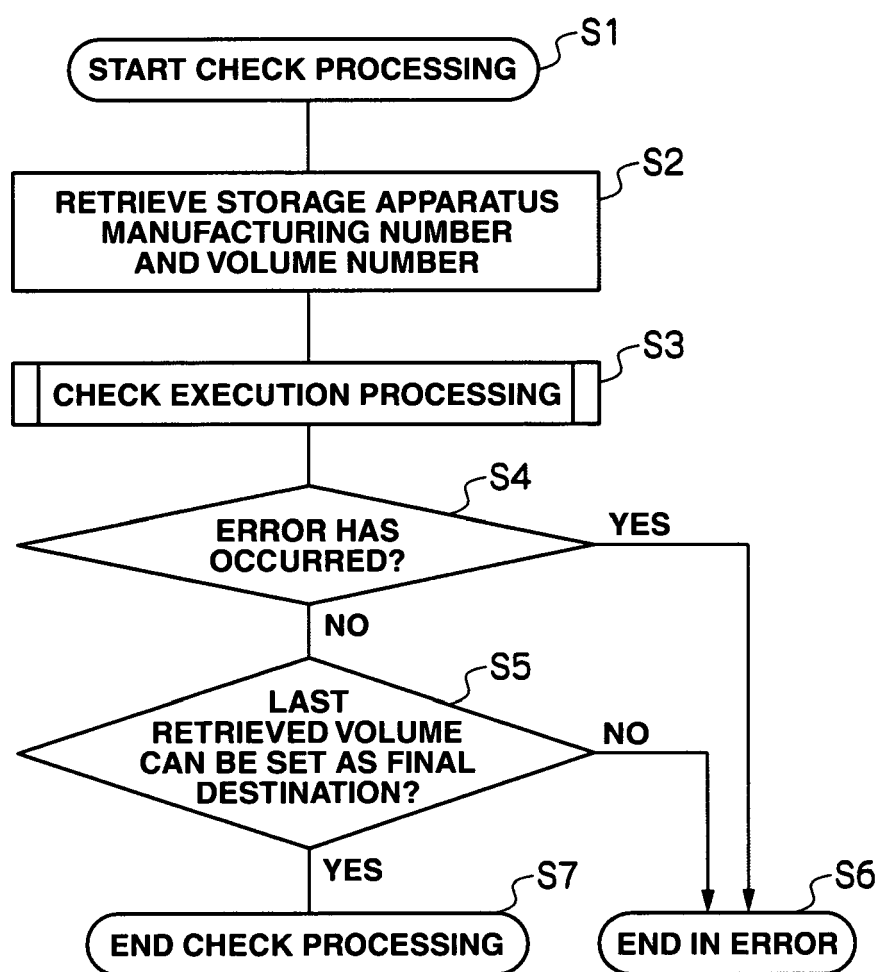 S1
START CHECK PROCESSING
S2
RETRIEVE STORAGE APPARATUS
MANUFACTURING NUMBER
AND VOLUME NUMBER
S3
CHECK EXECUTION PROCESSING
S4
ERROR HAS
OCCURRED?
YES
NO
S5
LAST
RETRIEVED VOLUME
CAN BE SET AS FINAL
DESTINATION?
NO
YES
S7
END CHECK PROCESSING
S6
END IN ERROR